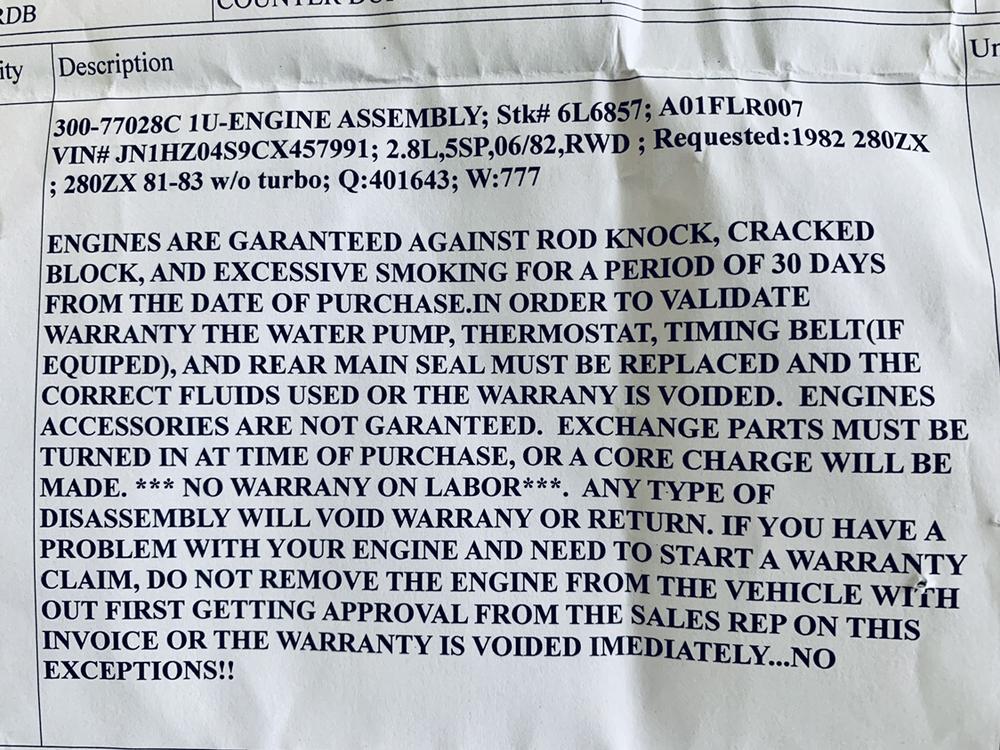 RDB
ity Description
300-77028C 1U-ENGINE ASSEMBLY; Stk# 6L6857; A01FLR007
VIN# JN1HZ04S9CX457991; 2.8L,5SP,06/82,RWD ; Requested:1982 280ZX
; 280ZX 81-83 w/o turbo; Q:401643; W:777
ENGINES ARE GARANTEED AGAINST ROD KNOCK, CRACKED
BLOCK, AND EXCESSIVE SMOKING FOR A PERIOD OF 30 DAYS
FROM THE DATE OF PURCHASE.IN ORDER TO VALIDATE
WARRANTY THE WATER PUMP, THERMOSTAT, TIMING BELT(IF
EQUIPED), AND REAR MAIN SEAL MUST BE REPLACED AND THE
CORRECT FLUIDS USED OR THE WARRANY IS VOIDED.  ENGINES
ACCESSORIES ARE NOT GARANTEED.  EXCHANGE PARTS MUST BE
TURNED IN AT TIME OF PURCHASE, OR A CORE CHARGE WILL BE
MADE. *** NO WARRANY ON LABOR***.  ANY TYPE OF
DISASSEMBLY WILL VOID WARRANY OR RETURN. IF YOU HAVE A
PROBLEM WITH YOUR ENGINE AND NEED TO START A WARRANTY
CLAIM, DO NOT REMOVE THE ENGINE FROM THE VEHICLE WITH
OUT FIRST GETTING APPROVAL FROM THE SALES REP ON THIS
INVOICE OR THE WARRANTY IS VOIDED IMEDIATELY...NO
EXCEPTIONS!!